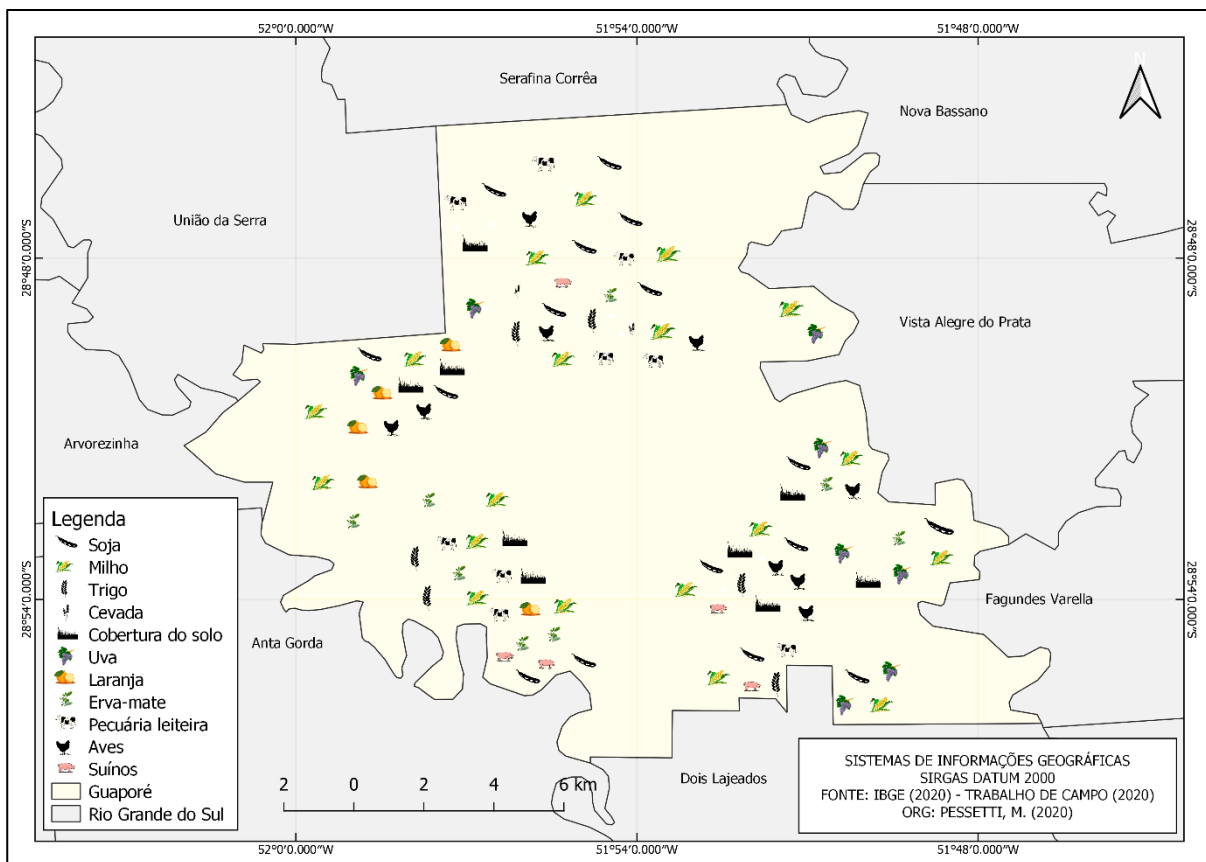 52°0'0.000"W
51°54'0.000"W
51°48'0.000"W
Serafina Corrêa
Nova Bassano
União da Serra
28°48'0.000"S
28°48'0.000"S
Vista Alegre do Prata
Arvorezinha
Legenda
Soja
Milho
Trigo
Cevada
Cobertura do solo
Uva
Laranja
Erva-mate
Pecuária leiteira
Aves
Suínos
Guaporé
Rio Grande do Sul
28°54'0.000"S
28°54'0.000"S
Fagundes Varella
Anta Gorda
Dois Lajeados
2 0 2 4 6 km
SISTEMAS DE INFORMAÇÕES GEOGRÁFICAS
SIRGAS DATUM 2000
FONTE: IBGE (2020) - TRABALHO DE CAMPO (2020)
ORG: PESSETTI, M. (2020)
52°0'0.000"W
51°54'0.000"W
51°48'0.000"W